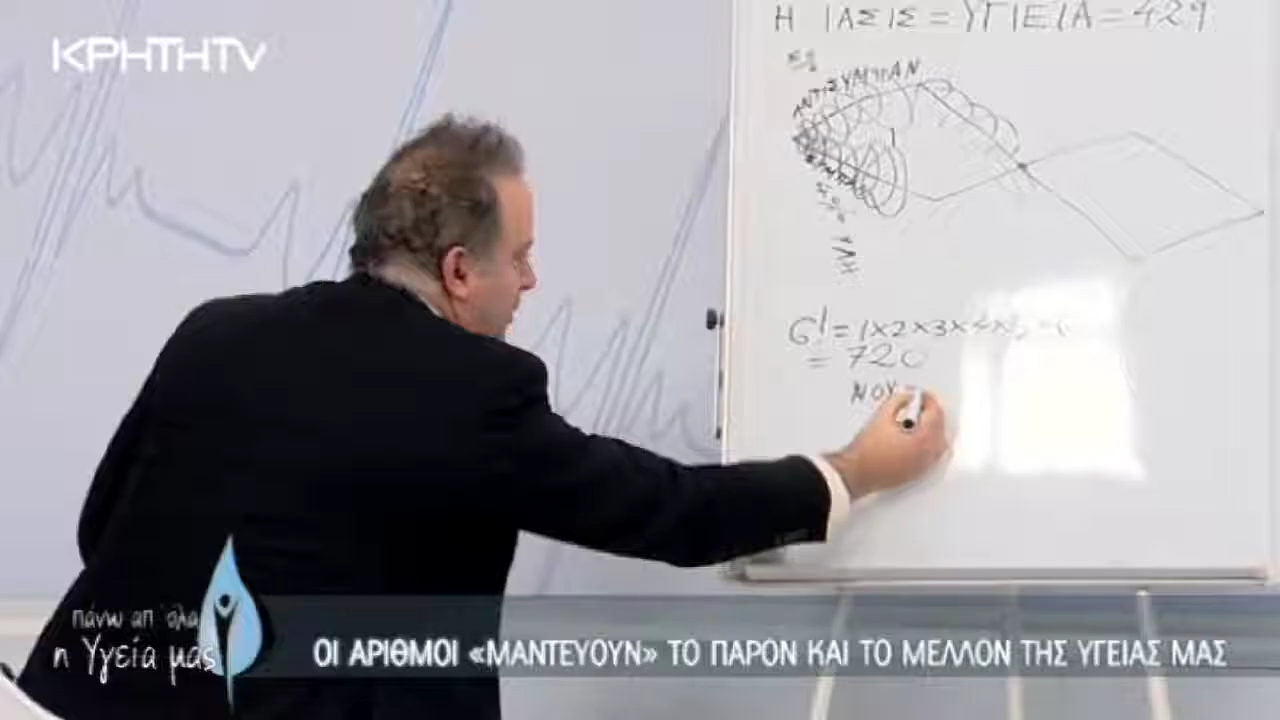 ΚΡΗΤΗTV
Η ΙΑΣΙΣ = ΥΓΙΕΙΑ = 429
ΑΝΤΙΣΥΜΠΑΝ
6! = 1×2×3×4×5×6
= 720
ΝΟΥ
πάνω απ' όλα
η Υγεία μας
ΟΙ ΑΡΙΘΜΟΙ «ΜΑΝΤΕΥΟΥΝ» ΤΟ ΠΑΡΟΝ ΚΑΙ ΤΟ ΜΕΛΛΟΝ ΤΗΣ ΥΓΕΙΑΣ ΜΑΣ